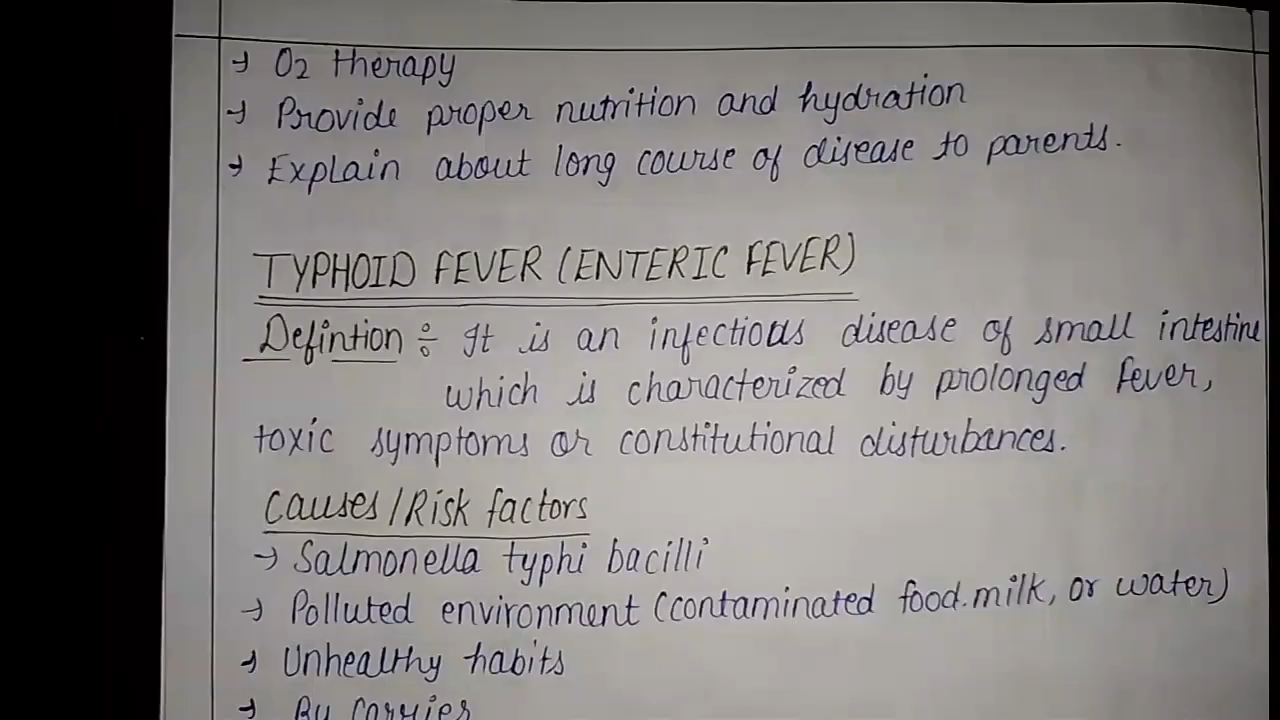 → O2 therapy
→ Provide proper nutrition and hydration
→ Explain about long course of disease to parents.
TYPHOID FEVER (ENTERIC FEVER)
Defintion ÷ It is an infectious disease of small intestine
which is characterized by prolonged fever,
toxic symptoms or constitutional disturbances.
Causes/Risk factors
→ Salmonella typhi bacilli
→ Polluted environment (contaminated food.milk, or water)
→ Unhealthy habits
→ By carrier